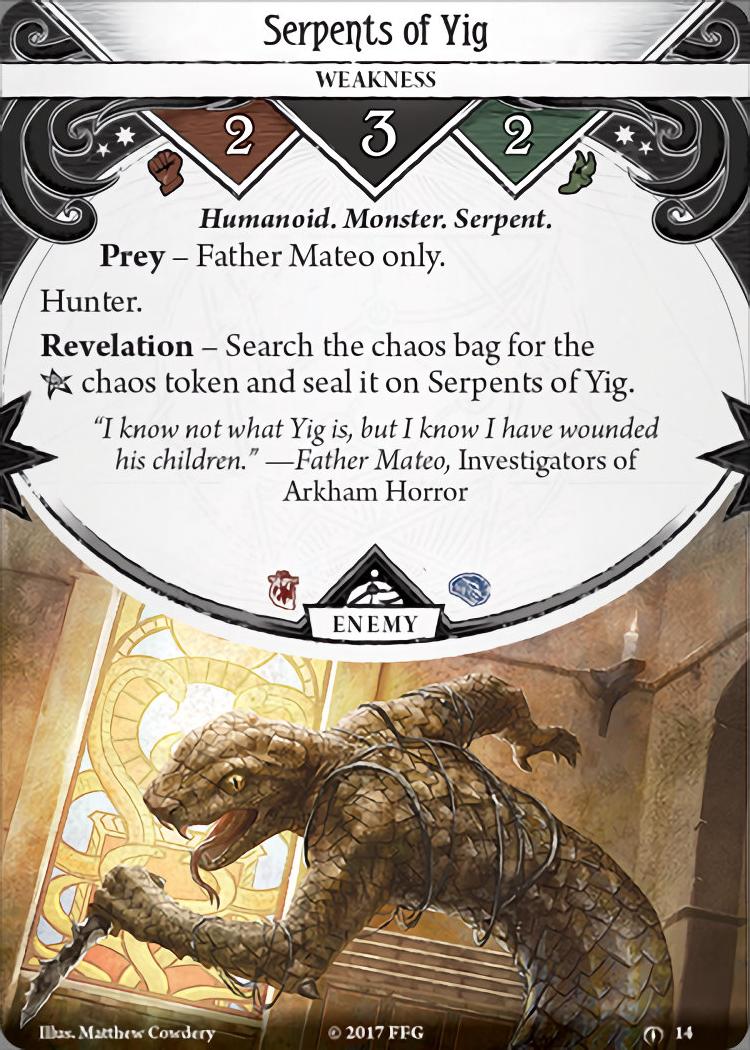 Serpents of Yig
WEAKNESS
2 3 2
Humanoid. Monster. Serpent.
Prey – Father Mateo only.
Hunter.
Revelation – Search the chaos bag for the
chaos token and seal it on Serpents of Yig.
“I know not what Yig is, but I know I have wounded
his children.” —Father Mateo, Investigators of
Arkham Horror
ENEMY
Illus. Matthew Cowdery © 2017 FFG 14